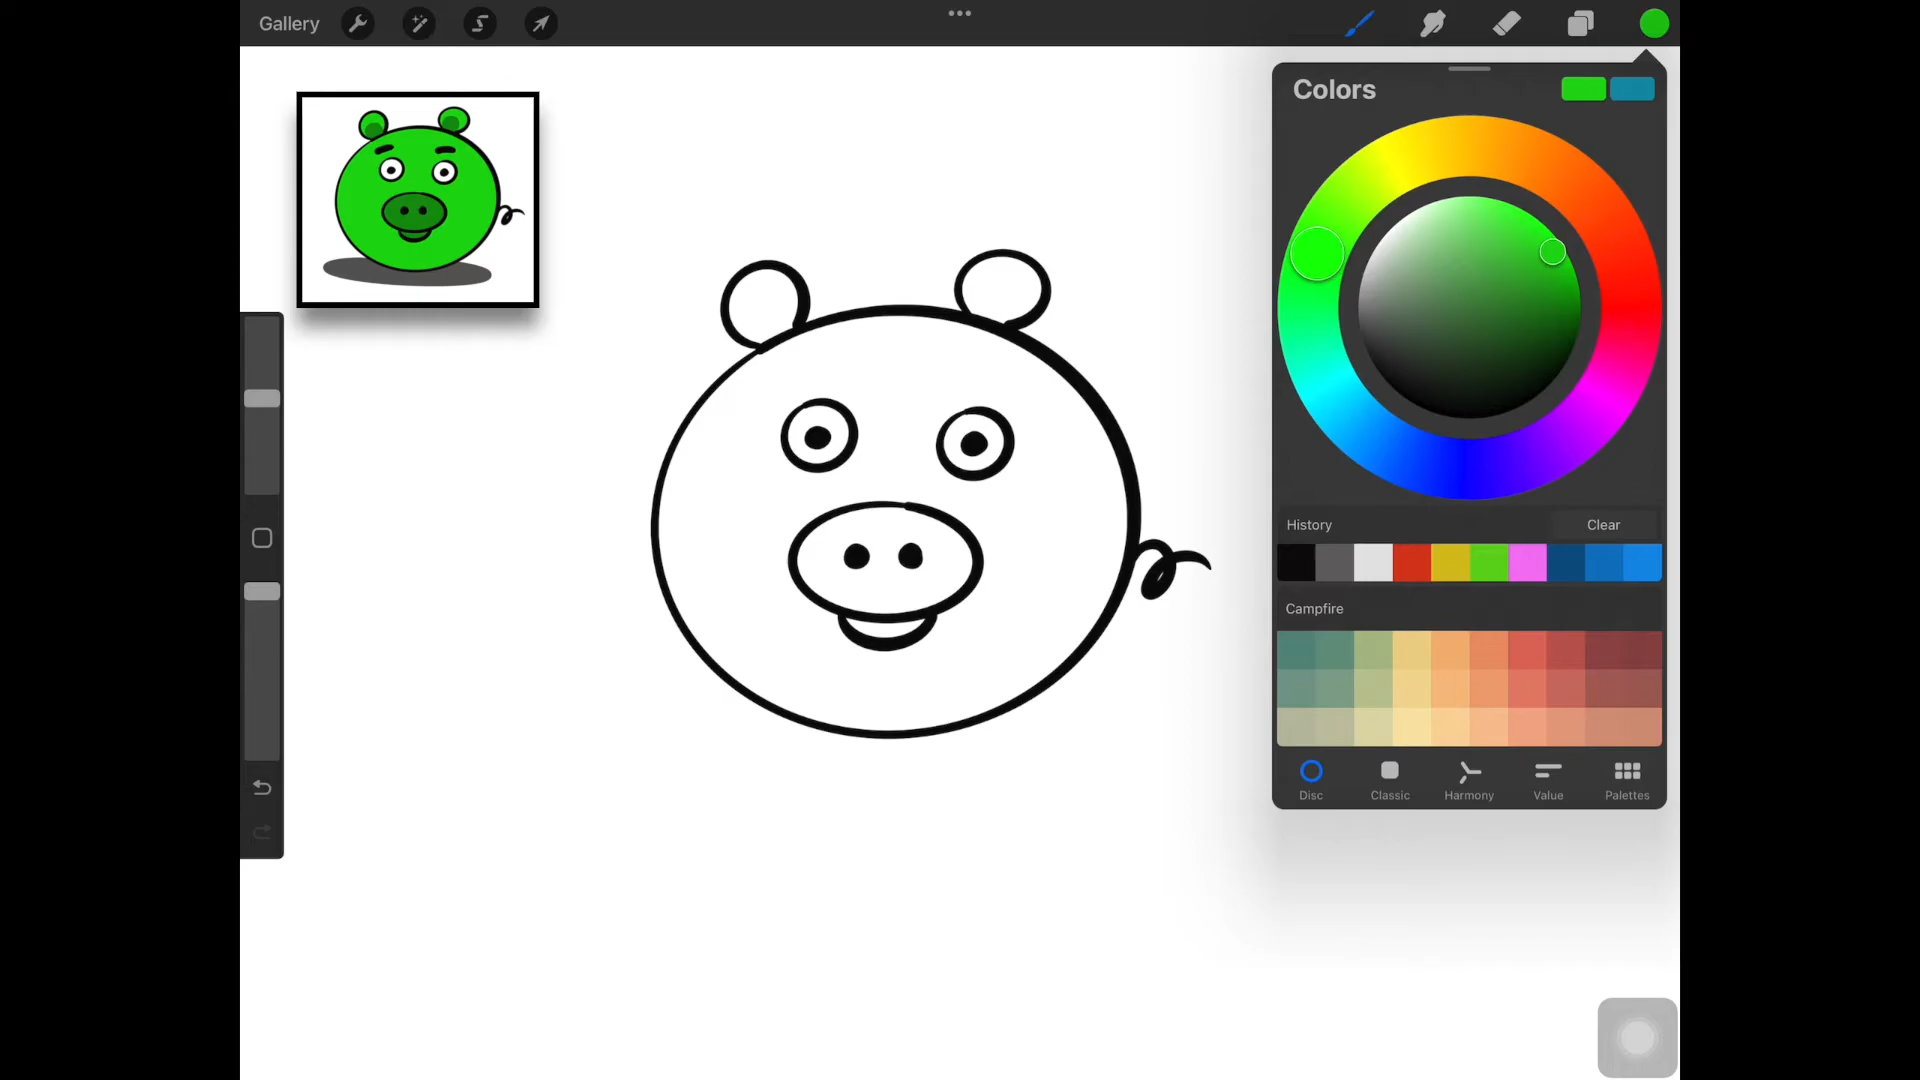 Gallery
Colors
History
Clear
Campfire
Disc
Classic
Harmony
Value
Palettes